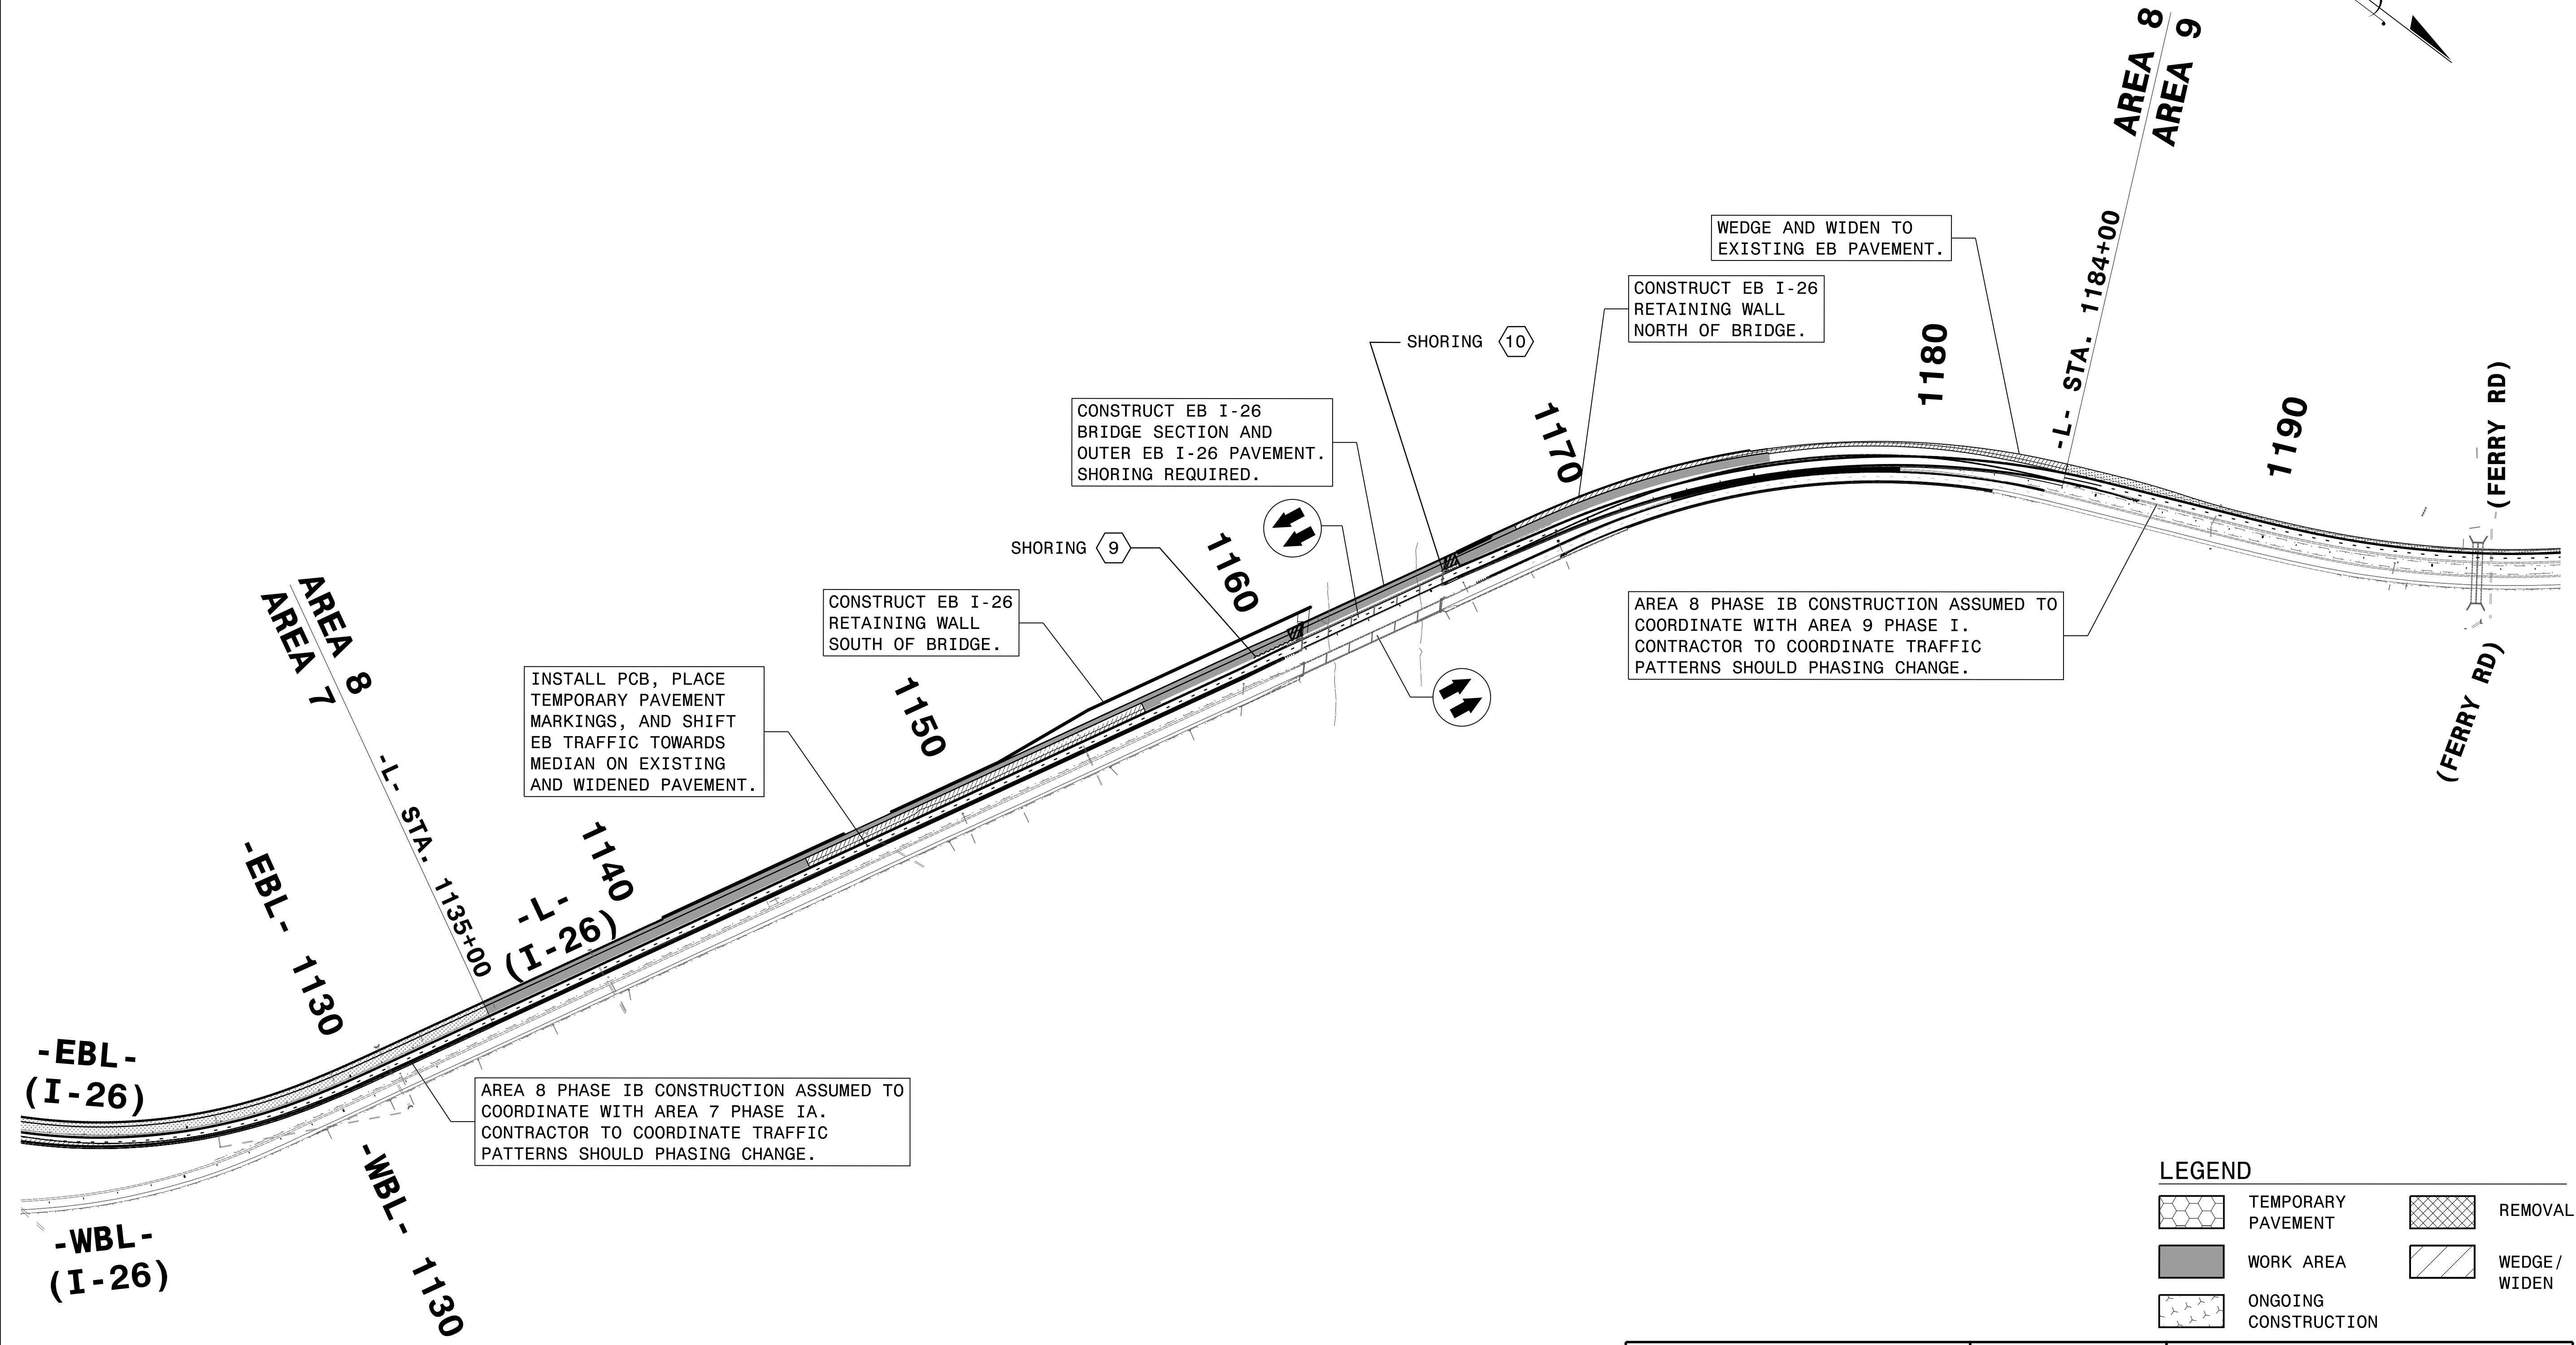 AREA 8
AREA 9
-L- STA. 1184+00
WEDGE AND WIDEN TO
EXISTING EB PAVEMENT.
CONSTRUCT EB I-26
RETAINING WALL
NORTH OF BRIDGE.
SHORING 10
1180
1190
(FERRY RD)
(FERRY RD)
1170
CONSTRUCT EB I-26
BRIDGE SECTION AND
OUTER EB I-26 PAVEMENT.
SHORING REQUIRED.
SHORING 9
1160
CONSTRUCT EB I-26
RETAINING WALL
SOUTH OF BRIDGE.
1150
AREA 8 PHASE IB CONSTRUCTION ASSUMED TO
COORDINATE WITH AREA 9 PHASE I.
CONTRACTOR TO COORDINATE TRAFFIC
PATTERNS SHOULD PHASING CHANGE.
INSTALL PCB, PLACE
TEMPORARY PAVEMENT
MARKINGS, AND SHIFT
EB TRAFFIC TOWARDS
MEDIAN ON EXISTING
AND WIDENED PAVEMENT.
AREA 8
AREA 7
-L- STA. 1135+00
1140
-L-
(I-26)
-EBL- 1130
-EBL-
(I-26)
AREA 8 PHASE IB CONSTRUCTION ASSUMED TO
COORDINATE WITH AREA 7 PHASE IA.
CONTRACTOR TO COORDINATE TRAFFIC
PATTERNS SHOULD PHASING CHANGE.
-WBL- 1130
-WBL-
(I-26)
LEGEND
TEMPORARY
PAVEMENT
REMOVAL
WORK AREA
WEDGE/
WIDEN
ONGOING
CONSTRUCTION